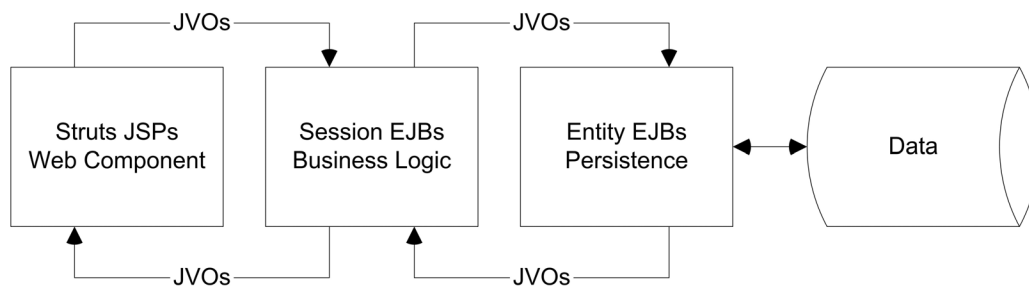 JVOs
JVOs
Struts JSPs
Web Component
Session EJBs
Business Logic
Entity EJBs
Persistence
Data
JVOs
JVOs